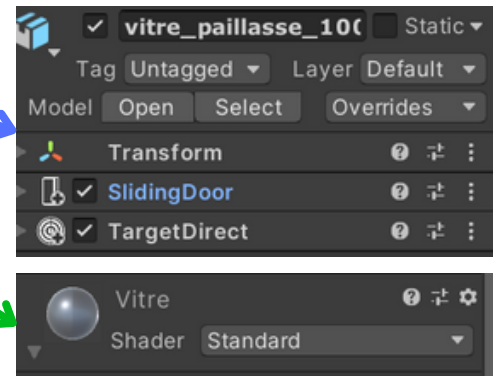 vitre_paillasse_10( Static
Tag Untagged Layer Default
Model Open Select Overrides
Transform
SlidingDoor
TargetDirect
Vitre
Shader Standard